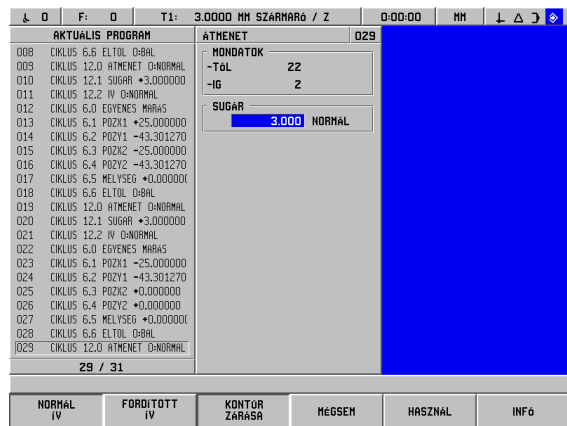 0 F: 0 T1: 3.0000 MM SZÁRMARÓ / Z 0:00:00 MM
AKTUÁLIS PROGRAM
008 CIKLUS 6.6 ELTOL 0:BAL
009 CIKLUS 12.0 ATMENET 0:NORMAL
010 CIKLUS 12.1 SUGAR +3.000000
011 CIKLUS 12.2 IV 0:NORMAL
012 CIKLUS 6.0 EGYENES MARAS
013 CIKLUS 6.1 POZX1 +25.000000
014 CIKLUS 6.2 POZY1 -43.301270
015 CIKLUS 6.3 POZX2 -25.000000
016 CIKLUS 6.4 POZY2 -43.301270
017 CIKLUS 6.5 MELYSEG +0.000000
018 CIKLUS 6.6 ELTOL 0:BAL
019 CIKLUS 12.0 ATMENET 0:NORMAL
020 CIKLUS 12.1 SUGAR +3.000000
021 CIKLUS 12.2 IV 0:NORMAL
022 CIKLUS 6.0 EGYENES MARAS
023 CIKLUS 6.1 POZX1 -25.000000
024 CIKLUS 6.2 POZY1 -43.301270
025 CIKLUS 6.3 POZX2 +0.000000
026 CIKLUS 6.4 POZY2 +0.000000
027 CIKLUS 6.5 MELYSEG +0.000000
028 CIKLUS 6.6 ELTOL 0:BAL
029 CIKLUS 12.0 ATMENET 0:NORMAL
29 / 31
ÁTMENET 029
MONDATOK
-TÓL 22
-IG 2
SUGÁR
3.000 NORMÁL
NORMÁL ÍV
FORDÍTOTT ÍV
KONTÚR ZÁRÁSA
MÉGSEM
HASZNÁL
INFÓ